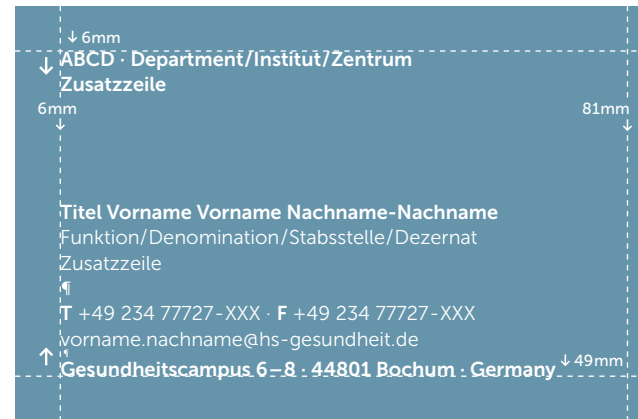 ↓ 6mm
↓ ABCD · Department/Institut/Zentrum
Zusatzzeile
6mm ↓
81mm ↓
Titel Vorname Vorname Nachname-Nachname
Funktion/Denomination/Stabsstelle/Dezernat
Zusatzzeile
¶
T +49 234 77727-XXX · F +49 234 77727-XXX
vorname.nachname@hs-gesundheit.de
¶
↑ Gesundheitscampus 6–8 · 44801 Bochum · Germany ↓ 49mm